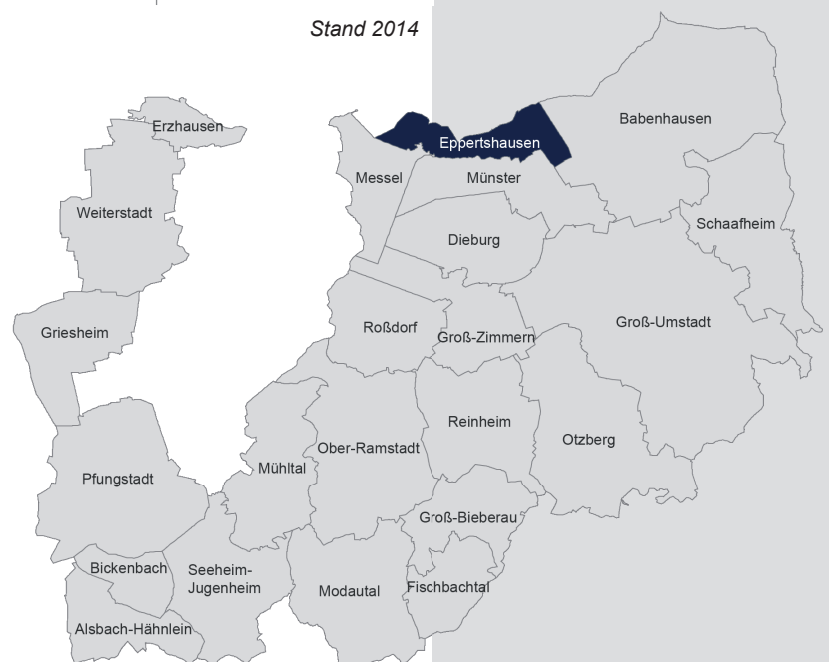 Stand 2014
Babenhausen
Erzhausen
Eppertshausen
Messel
Münster
Weiterstadt
Schaafheim
Dieburg
Groß-Umstadt
Roßdorf
Griesheim
Groß-Zimmern
Reinheim
Otzberg
Ober-Ramstadt
Mühltal
Pfungstadt
Groß-Bieberau
Bickenbach
Seeheim-
Jugenheim
Fischbachtal
Modautal
Alsbach-Hähnlein